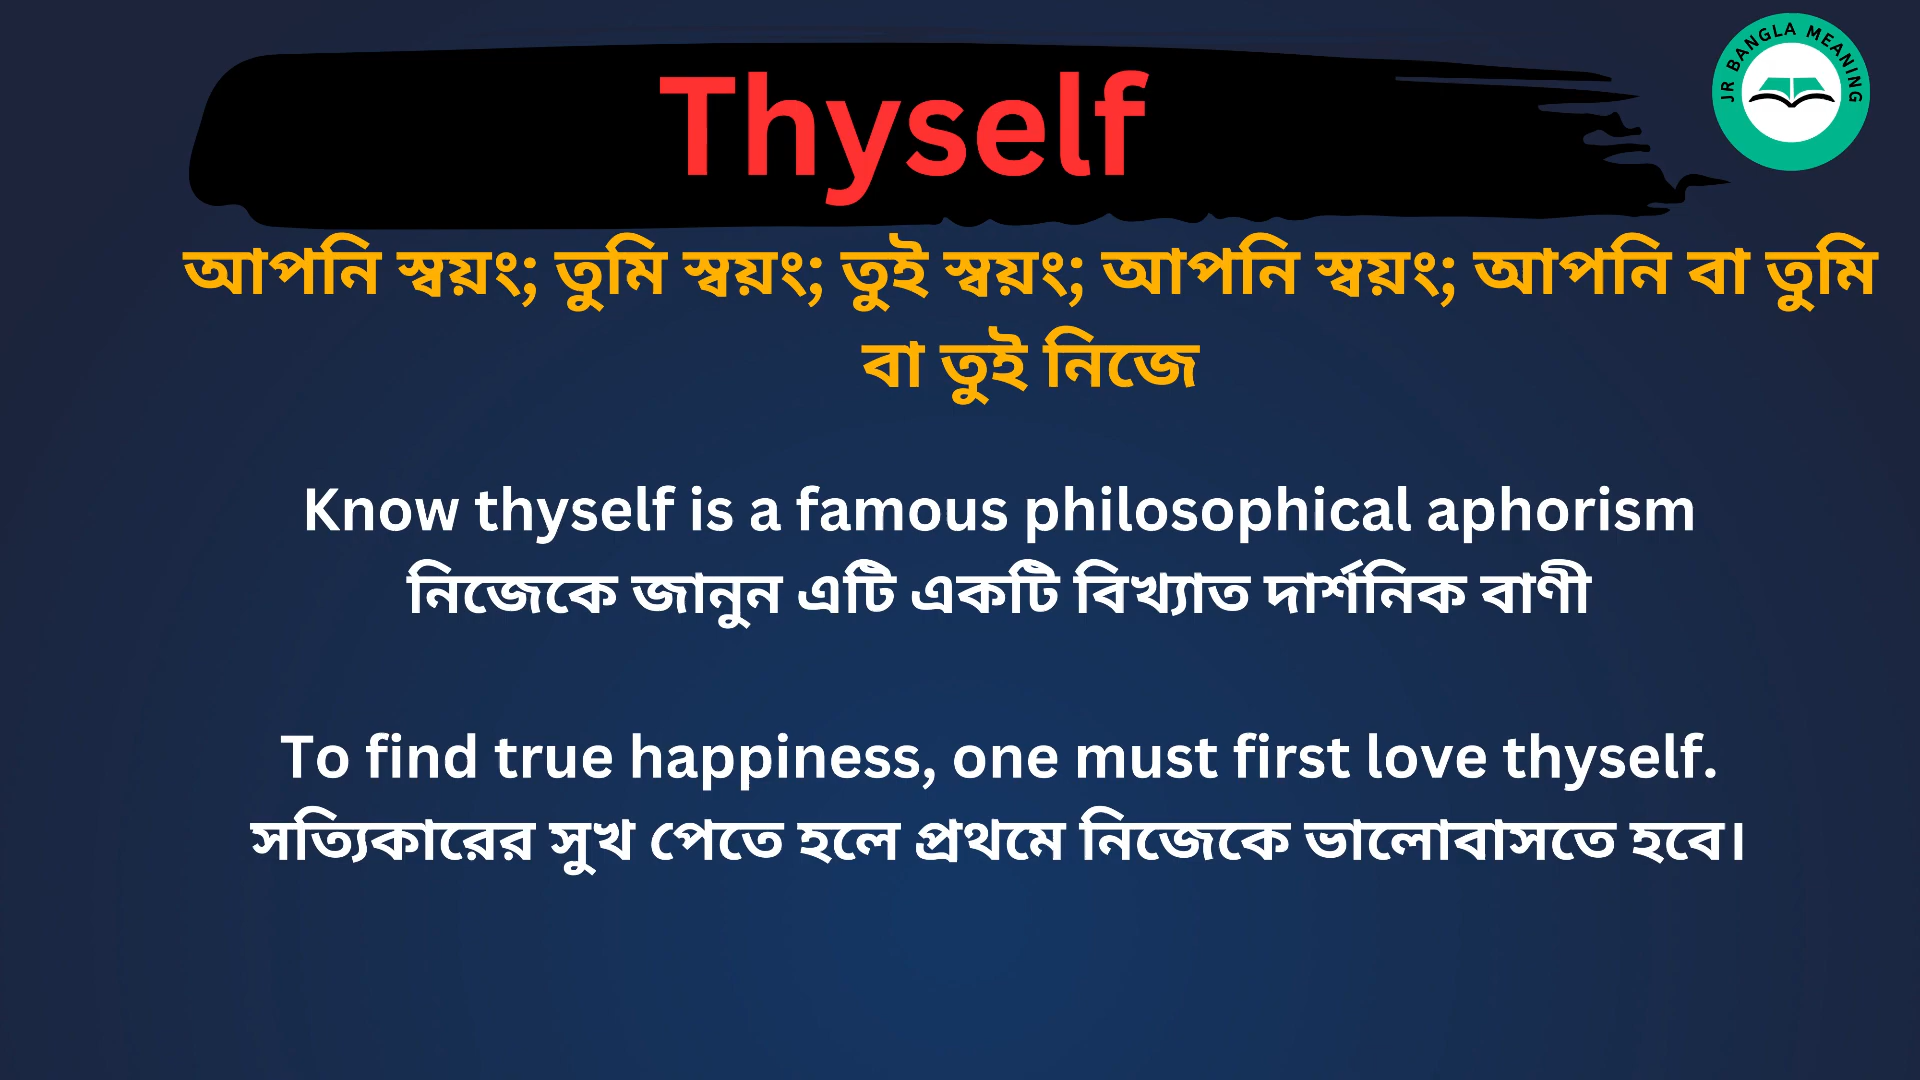 JR BANGLA MEANING
Thyself
আপনি স্বয়ং; তুমি স্বয়ং; তুই স্বয়ং; আপনি স্বয়ং; আপনি বা তুমি
বা তুই নিজে
Know thyself is a famous philosophical aphorism
নিজেকে জানুন এটি একটি বিখ্যাত দার্শনিক বাণী
To find true happiness, one must first love thyself.
সত্যিকারের সুখ পেতে হলে প্রথমে নিজেকে ভালোবাসতে হবে।